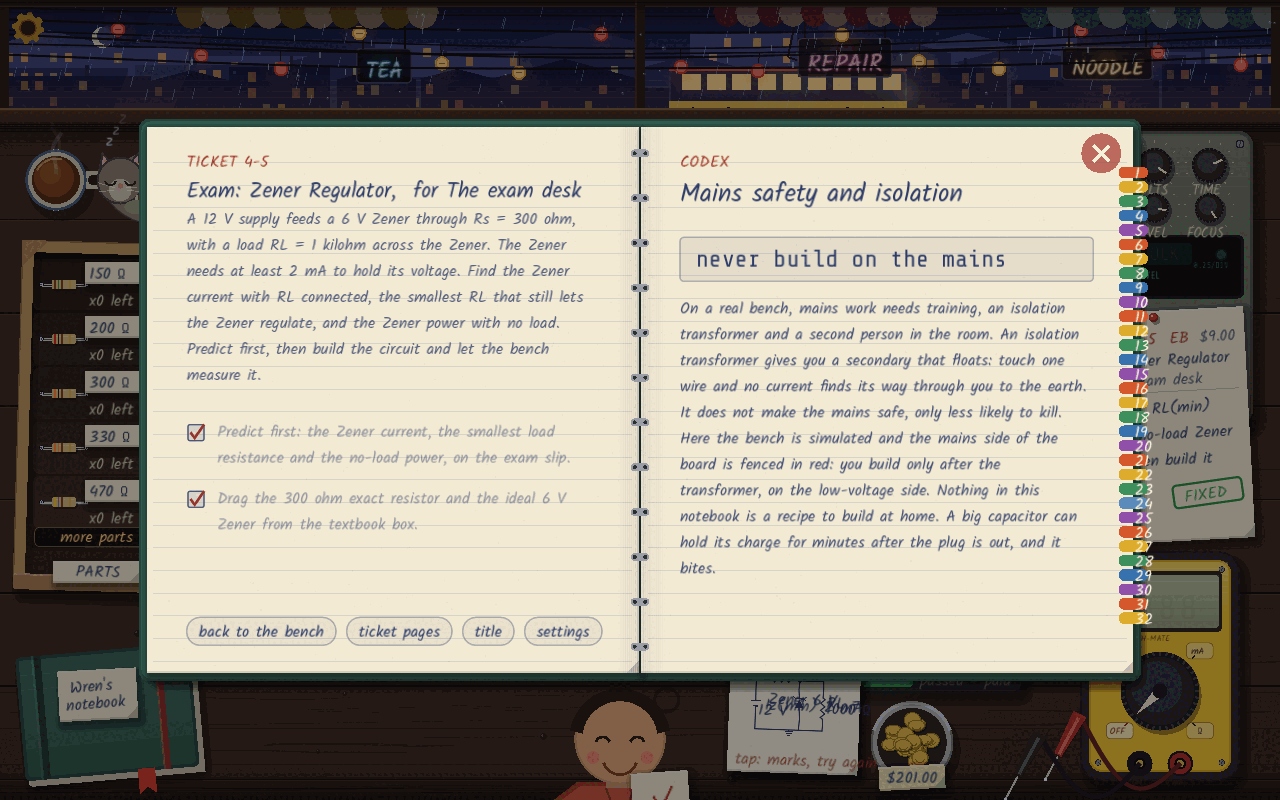 TEA
REPAIR
NOODLE
TICKET 4-5
Exam: Zener Regulator, for The exam desk
A 12 V supply feeds a 6 V Zener through Rs = 300 ohm,
with a load RL = 1 kilohm across the Zener. The Zener
needs at least 2 mA to hold its voltage. Find the Zener
current with RL connected, the smallest RL that still lets
the Zener regulate, and the Zener power with no load.
Predict first, then build the circuit and let the bench
measure it.
Predict first: the Zener current, the smallest load
resistance and the no-load power, on the exam slip.
Drag the 300 ohm exact resistor and the ideal 6 V
Zener from the textbook box.
back to the bench
ticket pages
title
settings
CODEX
Mains safety and isolation
never build on the mains
On a real bench, mains work needs training, an isolation
transformer and a second person in the room. An isolation
transformer gives you a secondary that floats: touch one
wire and no current finds its way through you to the earth.
It does not make the mains safe, only less likely to kill.
Here the bench is simulated and the mains side of the
board is fenced in red: you build only after the
transformer, on the low-voltage side. Nothing in this
notebook is a recipe to build at home. A big capacitor can
hold its charge for minutes after the plug is out, and it
bites.
1
2
3
4
5
6
7
8
9
10
11
12
13
14
15
16
17
18
19
20
21
22
23
24
25
26
27
28
29
30
31
32
z
z
z
150 Ω
x0 left
200 Ω
x0 left
300 Ω
x0 left
330 Ω
x0 left
470 Ω
x0 left
more parts
PARTS
Wren's
notebook
TIME
FOCUS
EB $9.00
Regulator
desk
RL(min)
no-load Zener
build it
FIXED
mA
OFF
Ω
12 V
tap: marks, try again
$201.00